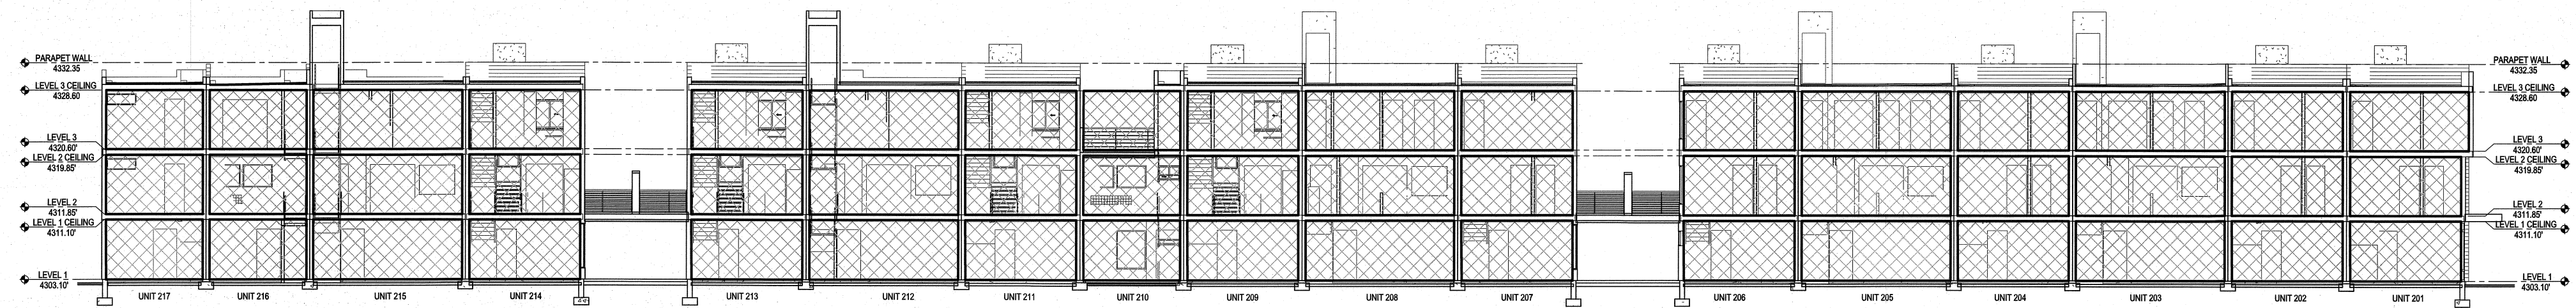 PARAPET WALL
4332.35
LEVEL 3 CEILING
4328.60
LEVEL 3
4320.60'
LEVEL 2 CEILING
4319.85'
LEVEL 2
4311.85'
LEVEL 1 CEILING
4311.10'
LEVEL 1
4303.10'
PARAPET WALL
4332.35
LEVEL 3 CEILING
4328.60
LEVEL 3
4320.60'
LEVEL 2 CEILING
4319.85'
LEVEL 2
4311.85'
LEVEL 1 CEILING
4311.10'
LEVEL 1
4303.10'
UNIT 217 UNIT 216 UNIT 215 UNIT 214 UNIT 213 UNIT 212 UNIT 211 UNIT 210 UNIT 209 UNIT 208 UNIT 207 UNIT 206 UNIT 205 UNIT 204 UNIT 203 UNIT 202 UNIT 201